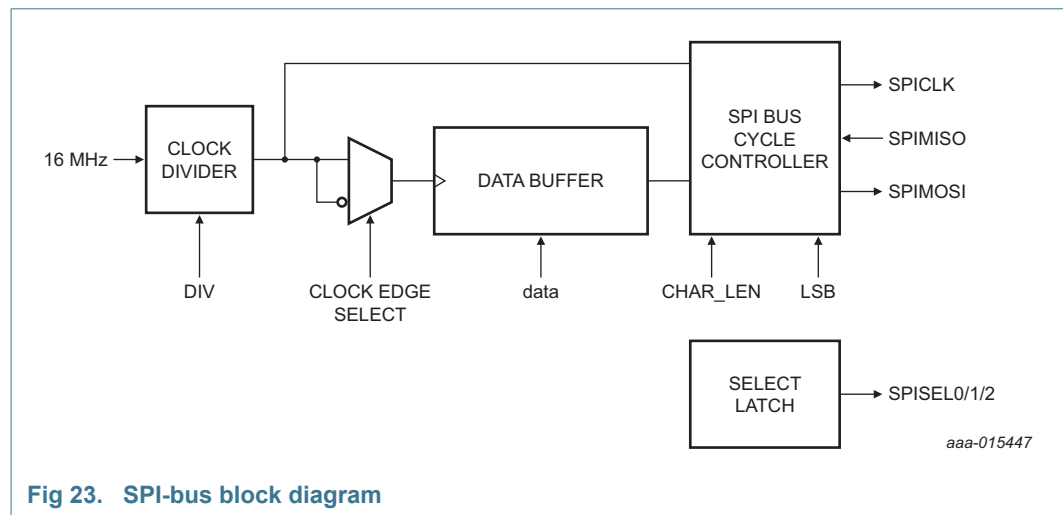 16 MHz
CLOCK
DIVIDER
DIV
CLOCK EDGE
SELECT
DATA BUFFER
data
SPI BUS
CYCLE
CONTROLLER
SPICLK
SPIMISO
SPIMOSI
CHAR_LEN
LSB
SELECT
LATCH
SPISEL0/1/2
aaa-015447
Fig 23. SPI-bus block diagram